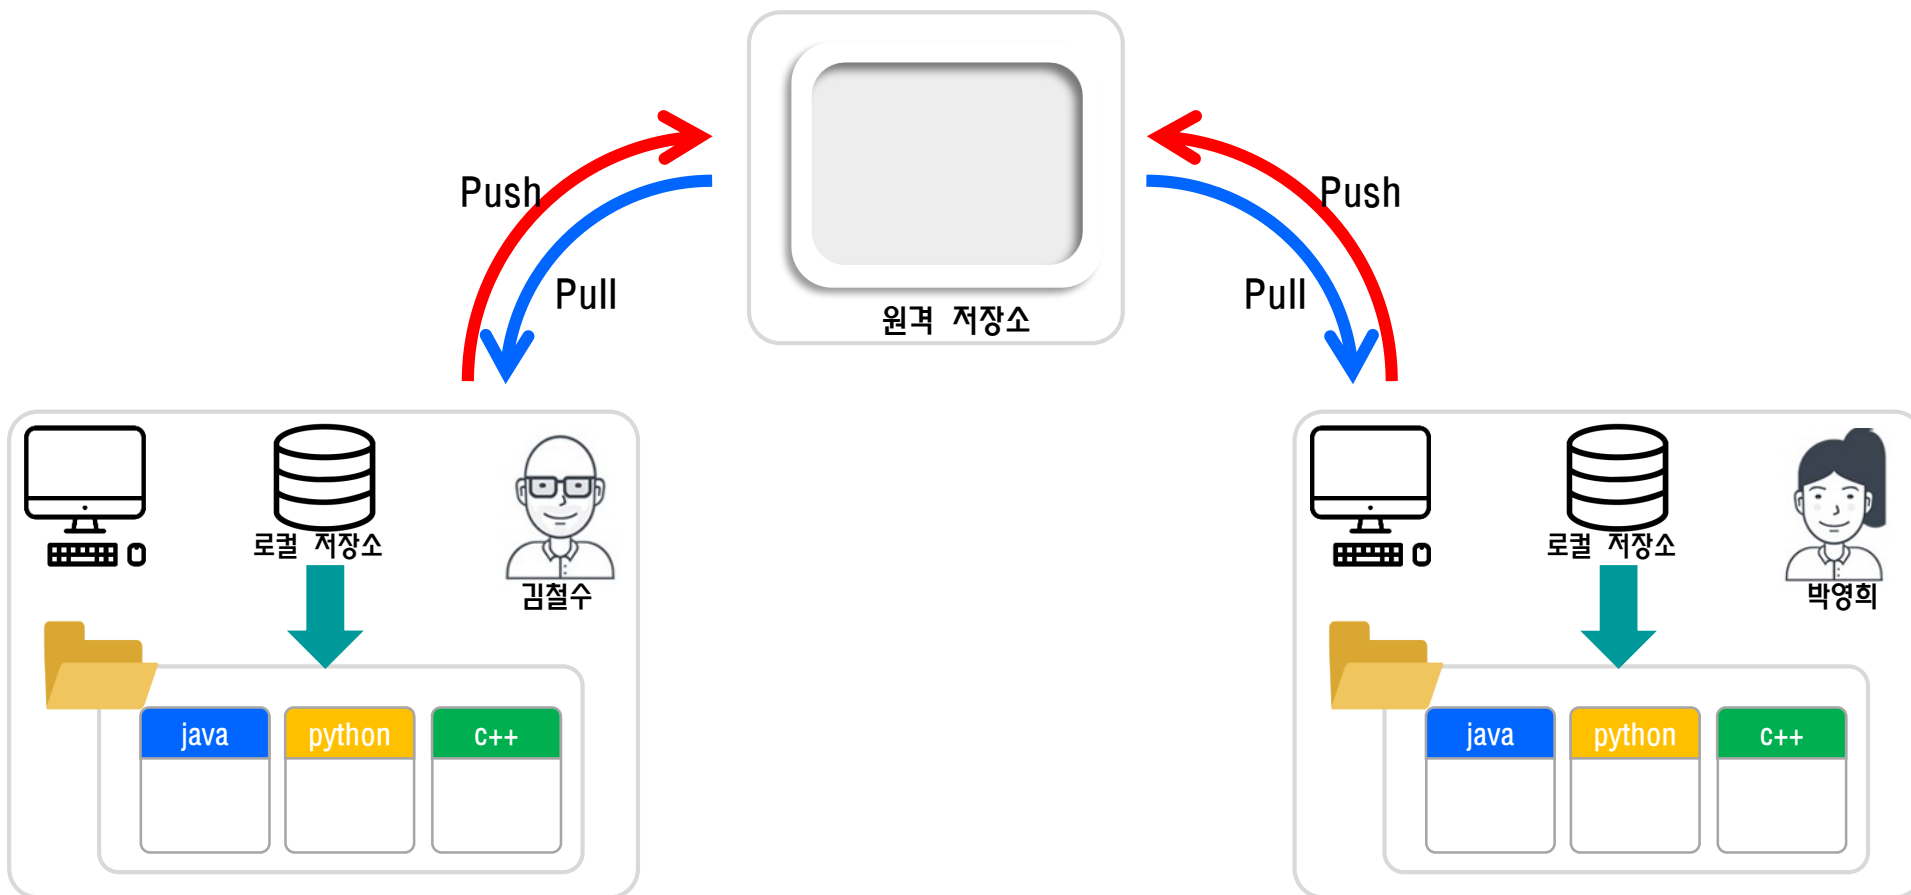 원격 저장소
Push
Pull
Push
Pull
로컬 저장소
김철수
java
python
c++
로컬 저장소
박영희
java
python
c++